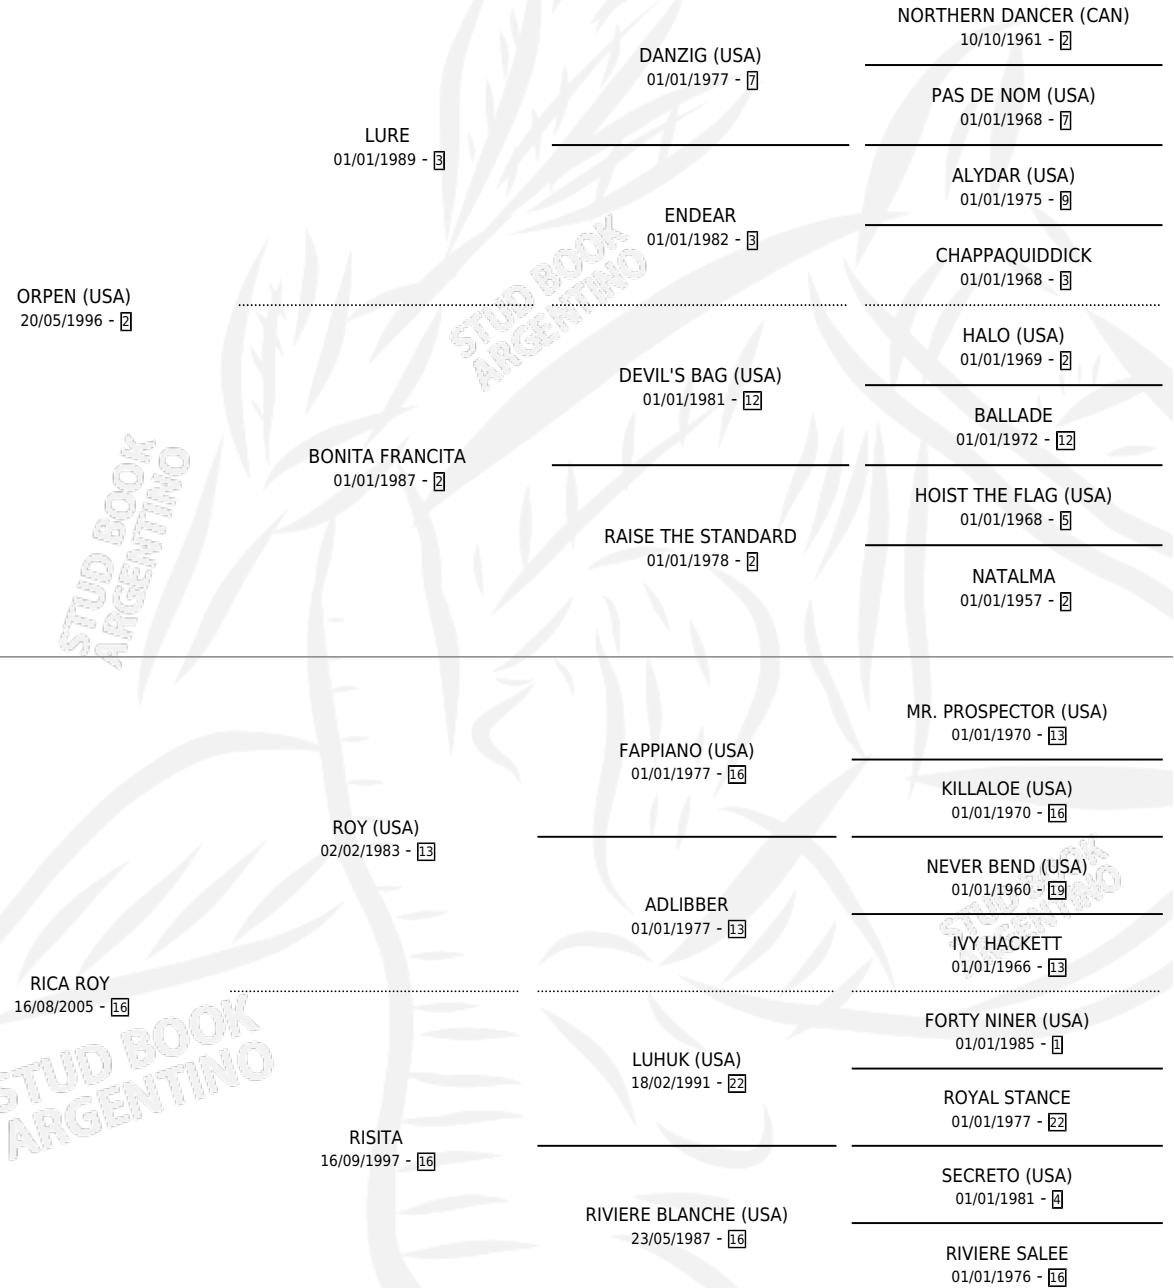 NORTHERN DANCER (CAN)
10/10/1961 - 2
DANZIG (USA)
01/01/1977 - 7
PAS DE NOM (USA)
01/01/1968 - 7
LURE
01/01/1989 - 3
ALYDAR (USA)
01/01/1975 - 9
ENDEAR
01/01/1982 - 3
CHAPPAQUIDDICK
01/01/1968 - 3
ORPEN (USA)
20/05/1996 - 2
HALO (USA)
01/01/1969 - 2
DEVIL'S BAG (USA)
01/01/1981 - 12
BALLADE
01/01/1972 - 12
BONITA FRANCITA
01/01/1987 - 2
HOIST THE FLAG (USA)
01/01/1968 - 5
RAISE THE STANDARD
01/01/1978 - 2
NATALMA
01/01/1957 - 2
MR. PROSPECTOR (USA)
01/01/1970 - 13
FAPPIANO (USA)
01/01/1977 - 16
KILLALOE (USA)
01/01/1970 - 16
ROY (USA)
02/02/1983 - 13
NEVER BEND (USA)
01/01/1960 - 19
ADLIBBER
01/01/1977 - 13
IVY HACKETT
01/01/1966 - 13
RICA ROY
16/08/2005 - 16
FORTY NINER (USA)
01/01/1985 - 1
LUHUK (USA)
18/02/1991 - 22
ROYAL STANCE
01/01/1977 - 22
RISITA
16/09/1997 - 16
SECRETO (USA)
01/01/1981 - 4
RIVIERE BLANCHE (USA)
23/05/1987 - 16
RIVIERE SALEE
01/01/1976 - 16
STUD BOOK
ARGENTINO
STUD BOOK
ARGENTINO
STUD BOOK
ARGENTINO
STUD BOOK
ARGENTINO